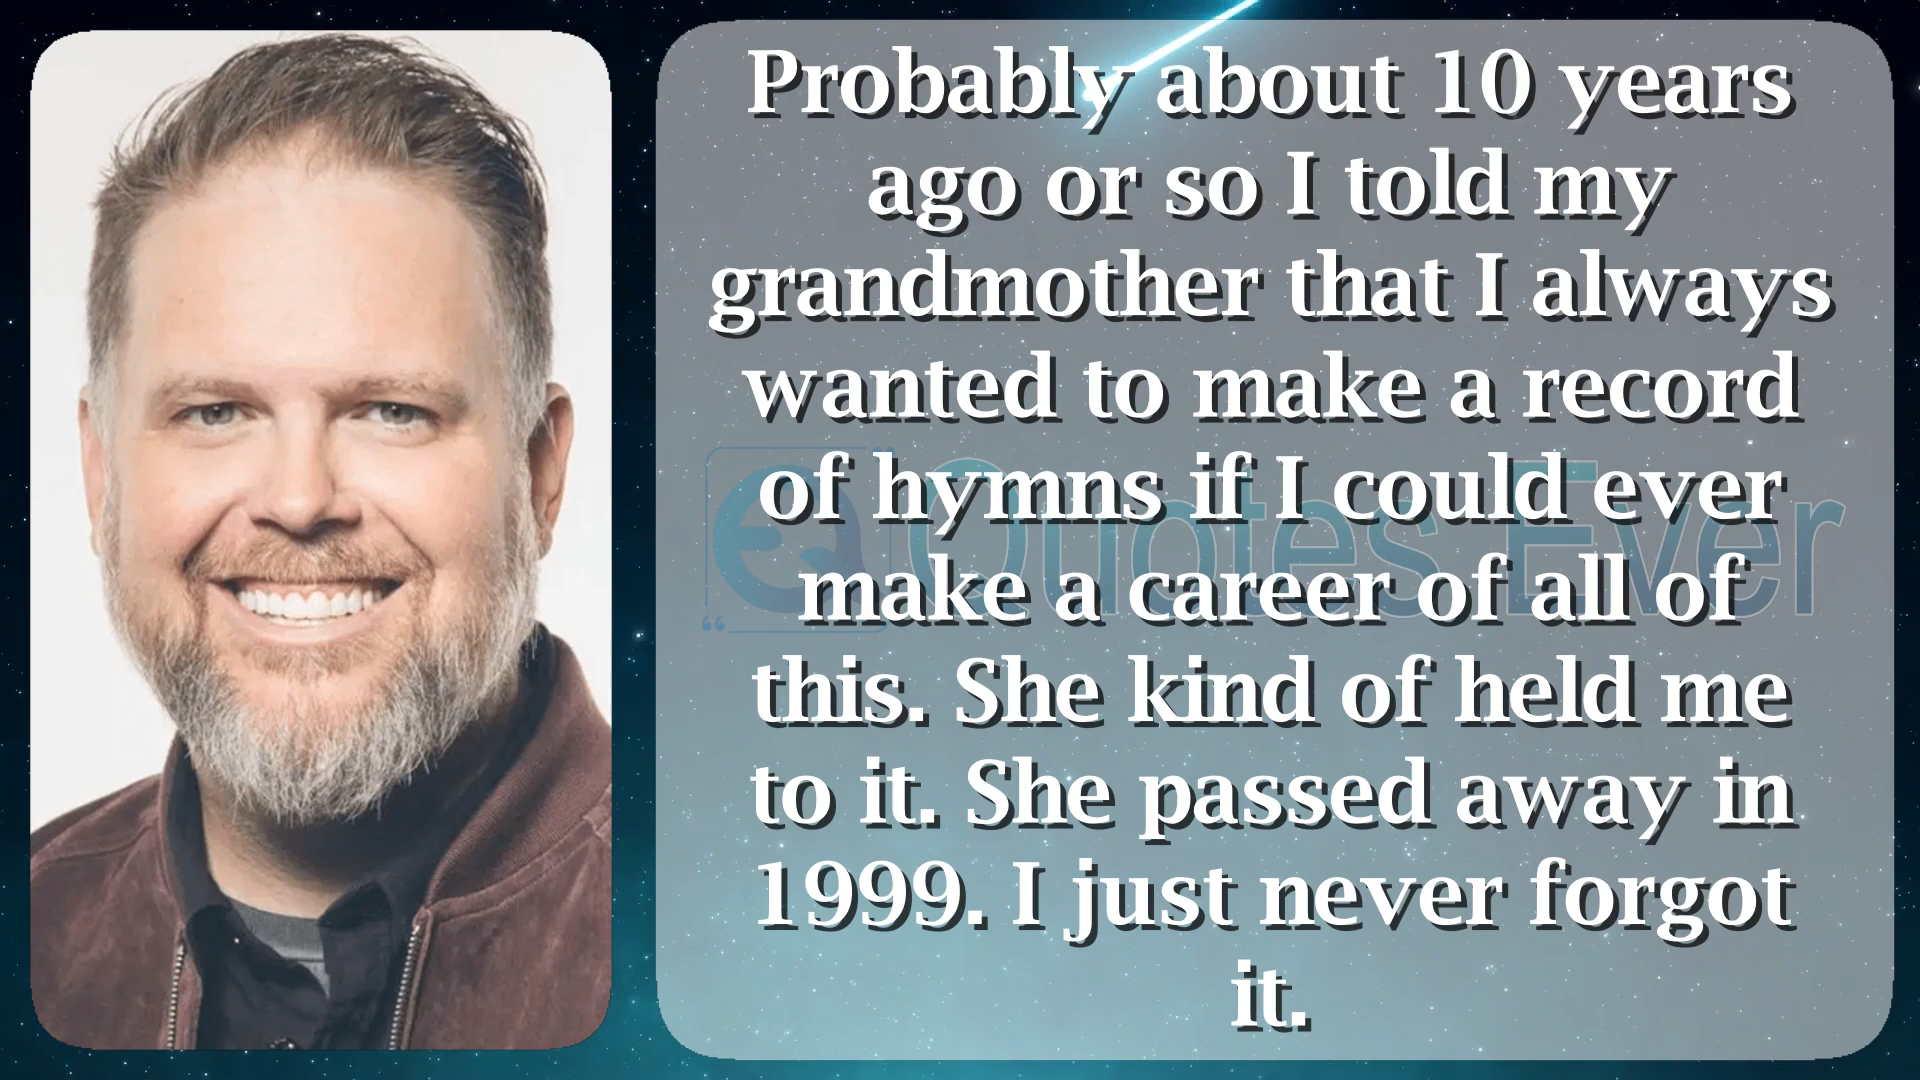 Probably about 10 years
ago or so I told my
grandmother that I always
wanted to make a record
of hymns if I could ever
make a career of all of
this. She kind of held me
to it. She passed away in
1999. I just never forgot
it.
Quotes Ever